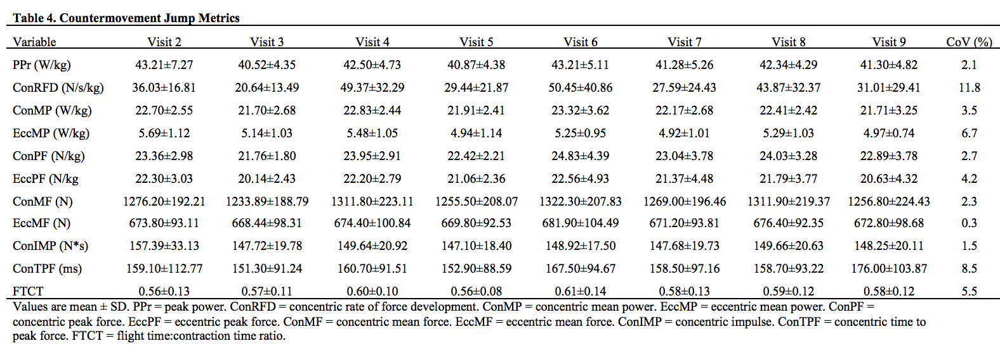 Table 4. Countermovement Jump Metrics
Variable Visit 2 Visit 3 Visit 4 Visit 5 Visit 6 Visit 7 Visit 8 Visit 9 CoV (%)
PPr (W/kg) 43.21±7.27 40.52±4.35 42.50±4.73 40.87±4.38 43.21±5.11 41.28±5.26 42.34±4.29 41.30±4.82 2.1
ConRFD (N/s/kg) 36.03±16.81 20.64±13.49 49.37±32.29 29.44±21.87 50.45±40.86 27.59±24.43 43.87±32.37 31.01±29.41 11.8
ConMP (W/kg) 22.70±2.55 21.70±2.68 22.83±2.44 21.91±2.41 23.32±3.62 22.17±2.68 22.41±2.42 21.71±3.25 3.5
EccMP (W/kg) 5.69±1.12 5.14±1.03 5.48±1.05 4.94±1.14 5.25±0.95 4.92±1.01 5.29±1.03 4.97±0.74 6.7
ConPF (N/kg) 23.36±2.98 21.76±1.80 23.95±2.91 22.42±2.21 24.83±4.39 23.04±3.78 24.03±3.28 22.89±3.78 2.7
EccPF (N/kg 22.30±3.03 20.14±2.43 22.20±2.79 21.06±2.36 22.56±4.93 21.37±4.48 21.79±3.77 20.63±4.32 4.2
ConMF (N) 1276.20±192.21 1233.89±188.79 1311.80±223.11 1255.50±208.07 1322.30±207.83 1269.00±196.46 1311.90±219.37 1256.80±224.43 2.3
EccMF (N) 673.80±93.11 668.44±98.31 674.40±100.84 669.80±92.53 681.90±104.49 671.20±93.81 676.40±92.35 672.80±98.68 0.3
ConIMP (N*s) 157.39±33.13 147.72±19.78 149.64±20.92 147.10±18.40 148.92±17.50 147.68±19.73 149.66±20.63 148.25±20.11 1.5
ConTPF (ms) 159.10±112.77 151.30±91.24 160.70±91.51 152.90±88.59 167.50±94.67 158.50±97.16 158.70±93.22 176.00±103.87 8.5
FTCT 0.56±0.13 0.57±0.11 0.60±0.10 0.56±0.08 0.61±0.14 0.58±0.13 0.59±0.12 0.58±0.12 5.5
Values are mean ± SD. PPr = peak power. ConRFD = concentric rate of force development. ConMP = concentric mean power. EccMP = eccentric mean power. ConPF =
concentric peak force. EccPF = eccentric peak force. ConMF = concentric mean force. EccMF = eccentric mean force. ConIMP = concentric impulse. ConTPF = concentric time to
peak force. FTCT = flight time:contraction time ratio.